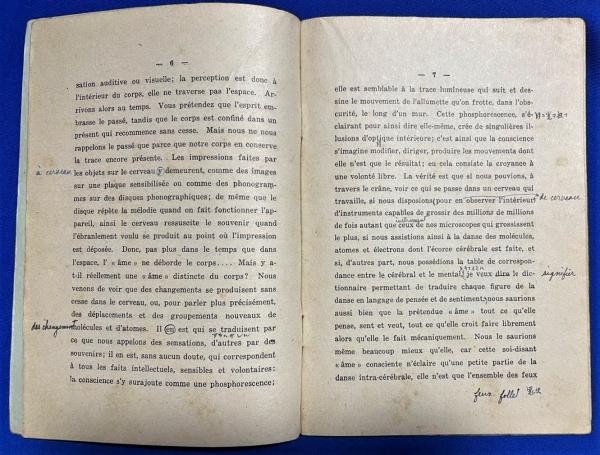 — 6 —
sation auditive ou visuelle; la perception est donc à
l'intérieur du corps, elle ne traverse pas l'espace. Ar-
rivons alors au temps. Vous prétendez que l'esprit em-
brasse le passé, tandis que le corps est confiné dans un
présent qui recommence sans cesse. Mais nous ne nous
rappelons le passé que parce que notre corps en conserve
la trace encore présente. Les impressions faites par
à cerveau
les objets sur le cerveau y demeurent, comme des images
sur une plaque sensibilisée ou comme des phonogram-
mes sur des disques phonographiques; de même que le
disque répète la mélodie quand on fait fonctionner l'ap-
pareil, ainsi le cerveau ressuscite le souvenir quand
l'ébranlement voulu se produit au point où l'impression
est déposée. Donc, pas plus dans le temps que dans
l'espace, l' «âme» ne déborde le corps.... Mais y a-
t-il réellement une «âme» distincte du corps? Nous
venons de voir que des changements se produisent sans
cesse dans le cerveau, ou, pour parler plus précisément,
des déplacements et des groupements nouveaux de
des changements
molécules et d'atomes. Il en est qui se traduisent par
ce que nous appelons des sensations, d'autres par des
souvenirs; il en est, sans aucun doute, qui correspondent
à tous les faits intellectuels, sensibles et volontaires:
la conscience s'y surajoute comme une phosphorescence;
— 7 —
elle est semblable à la trace lumineuse qui suit et des-
sine le mouvement de l'allumette qu'on frotte, dans l'obs-
curité, le long d'un mur. Cette phosphorescence, s'é-
clairant pour ainsi dire elle-même, crée de singulières il-
lusions d'optique intérieure; c'est ainsi que la conscience
s'imagine modifier, diriger, produire les mouvements dont
elle n'est que le résultat; en cela consiste la croyance à
une volonté libre. La vérité est que si nous pouvions, à
travers le crâne, voir ce qui se passe dans un cerveau qui
travaille, si nous disposions pour en observer l'intérieur
de cerveau
d'instruments capables de grossir des millions de millions
instrument
de fois autant que ceux de nos microscopes qui grossissent
le plus, si nous assistions ainsi à la danse des molécules,
atomes et électrons dont l'écorce cérébrale est faite, et
si, d'autre part, nous possédions la table de correspon-
dance entre le cérébral et le mental, je veux dire le dic-
signifier
tionnaire permettant de traduire chaque figure de la
danse en langage de pensée et de sentiment, nous saurions
aussi bien que la prétendue «âme» tout ce qu'elle
pense, sent et veut, tout ce qu'elle croit faire librement
alors qu'elle le fait mécaniquement. Nous le saurions
même beaucoup mieux qu'elle, car cette soi-disant
«âme» consciente n'éclaire qu'une petite partie de la
danse intra-cérébrale, elle n'est que l'ensemble des feux
feux follet